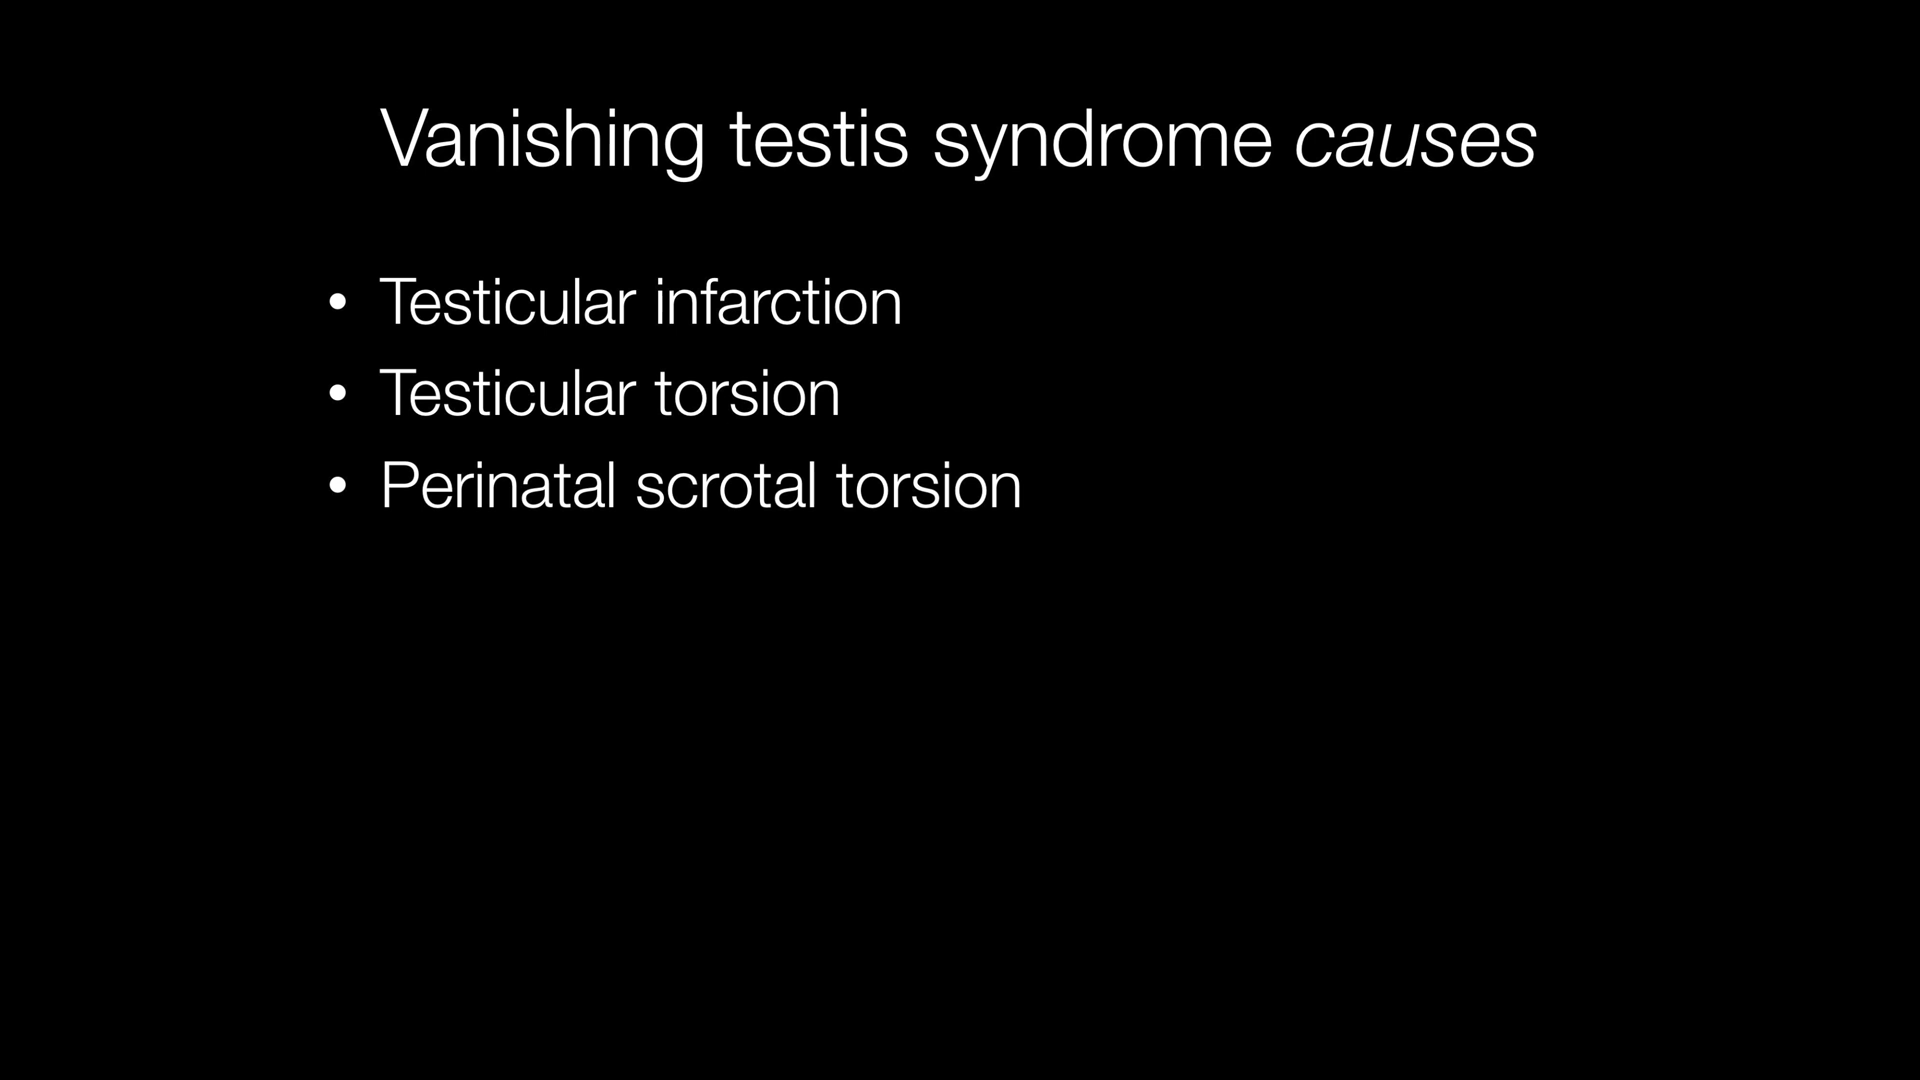 Vanishing testis syndrome causes
• Testicular infarction
• Testicular torsion
• Perinatal scrotal torsion